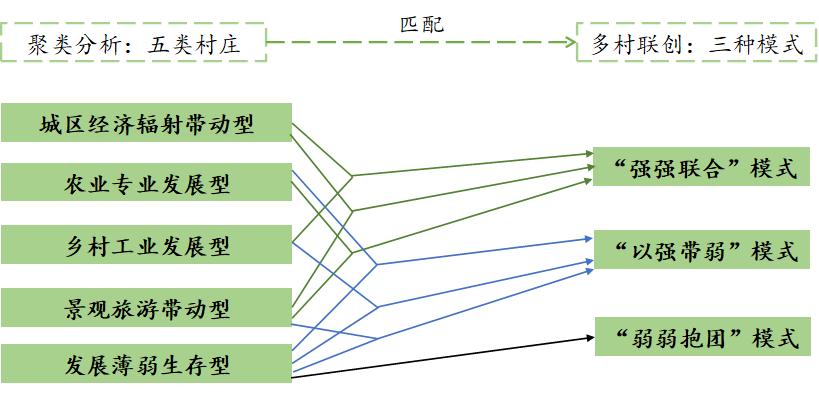 匹配
聚类分析：五类村庄
多村联创：三种模式
城区经济辐射带动型
农业专业发展型
乡村工业发展型
景观旅游带动型
发展薄弱生存型
“强强联合”模式
“以强带弱”模式
“弱弱抱团”模式